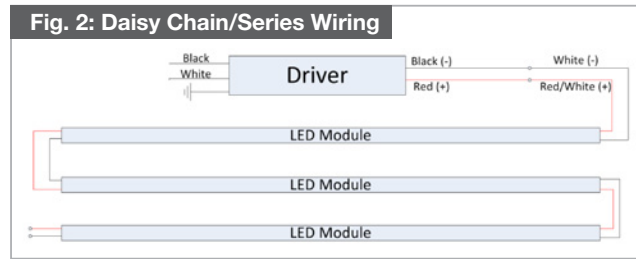 Fig. 2: Daisy Chain/Series Wiring
Black
White
Driver
Black (-)
White (-)
Red (+)
Red/White (+)
LED Module
LED Module
LED Module